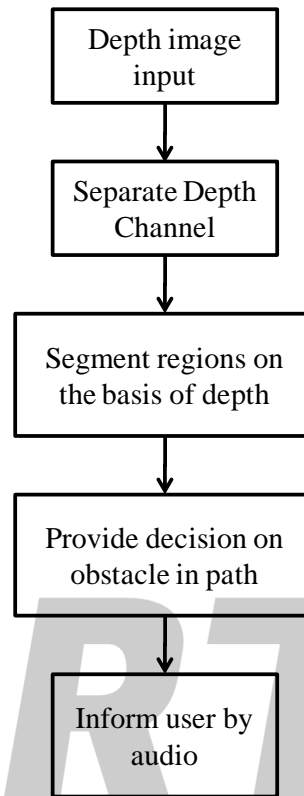 Depth image
input
Separate Depth
Channel
Segment regions on
the basis of depth
Provide decision on
obstacle in path
RT
Inform user by
audio